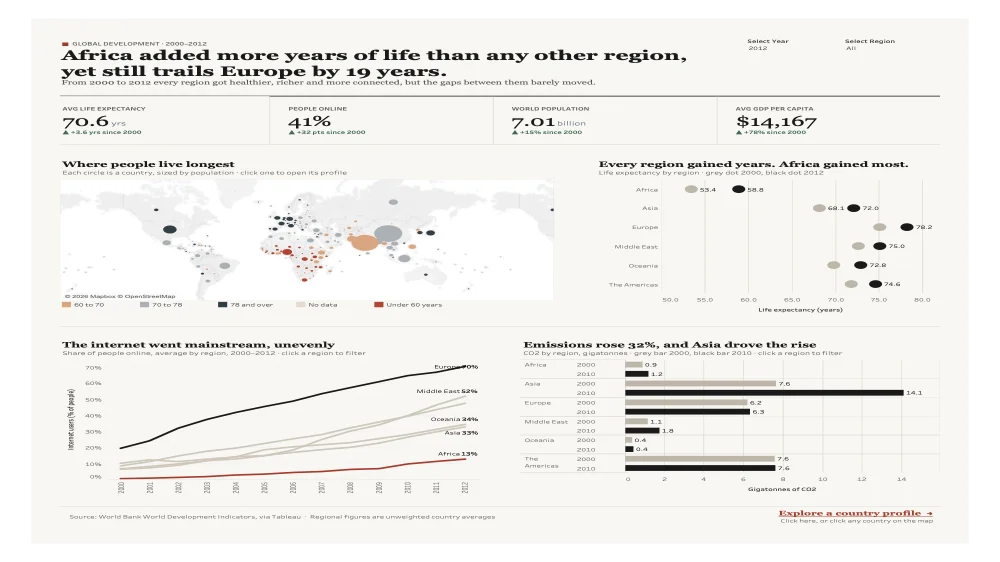 GLOBAL DEVELOPMENT · 2000–2012
Africa added more years of life than any other region,
yet still trails Europe by 19 years.
From 2000 to 2012 every region got healthier, richer and more connected, but the gaps between them barely moved.
Select Year
2012
Select Region
All
AVG LIFE EXPECTANCY
70.6 yrs
▲ +3.6 yrs since 2000
PEOPLE ONLINE
41%
▲ +32 pts since 2000
WORLD POPULATION
7.01 billion
▲ +15% since 2000
AVG GDP PER CAPITA
$14,167
▲ +78% since 2000
Where people live longest
Each circle is a country, sized by population · click one to open its profile
© 2026 Mapbox © OpenStreetMap
60 to 70
70 to 78
78 and over
No data
Under 60 years
Every region gained years. Africa gained most.
Life expectancy by region · grey dot 2000, black dot 2012
Africa 53.4 58.8
Asia 68.1 72.0
Europe 78.2
Middle East 75.0
Oceania 72.8
The Americas 74.6
50.0 55.0 60.0 65.0 70.0 75.0 80.0
Life expectancy (years)
The internet went mainstream, unevenly
Share of people online, average by region, 2000–2012 · click a region to filter
Internet users (% of people)
70%
60%
50%
40%
30%
20%
10%
0%
Europe 70%
Middle East 52%
Oceania 34%
Asia 33%
Africa 13%
2000 2001 2002 2003 2004 2005 2006 2007 2008 2009 2010 2011 2012
Emissions rose 32%, and Asia drove the rise
CO2 by region, gigatonnes · grey bar 2000, black bar 2010 · click a region to filter
Africa 2000 0.9
2010 1.2
Asia 2000 7.6
2010 14.1
Europe 2000 6.2
2010 6.3
Middle East 2000 1.1
2010 1.8
Oceania 2000 0.4
2010 0.4
The Americas 2000 7.6
2010 7.6
0 2 4 6 8 10 12 14
Gigatonnes of CO2
Source: World Bank World Development Indicators, via Tableau · Regional figures are unweighted country averages
Explore a country profile →
Click here, or click any country on the map